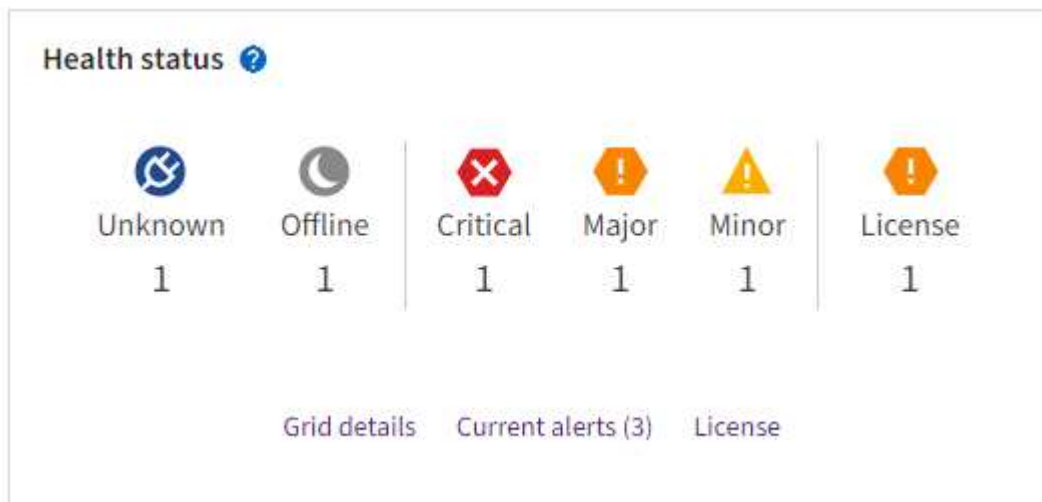 Health status ?
Unknown Offline Critical Major Minor License
1 1 1 1 1 1
Grid details Current alerts (3) License